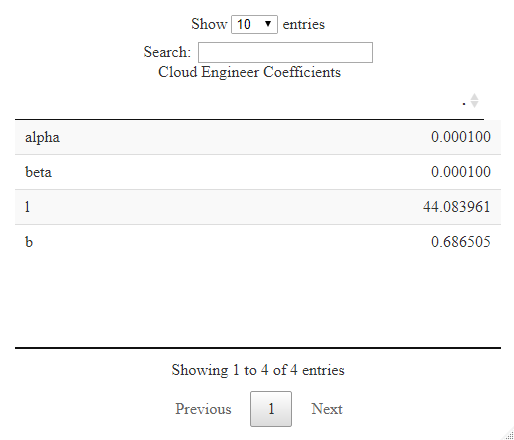 Show 10 entries
Search:
Cloud Engineer Coefficients
.
alpha 0.000100
beta 0.000100
l 44.083961
b 0.686505
Showing 1 to 4 of 4 entries
Previous 1 Next